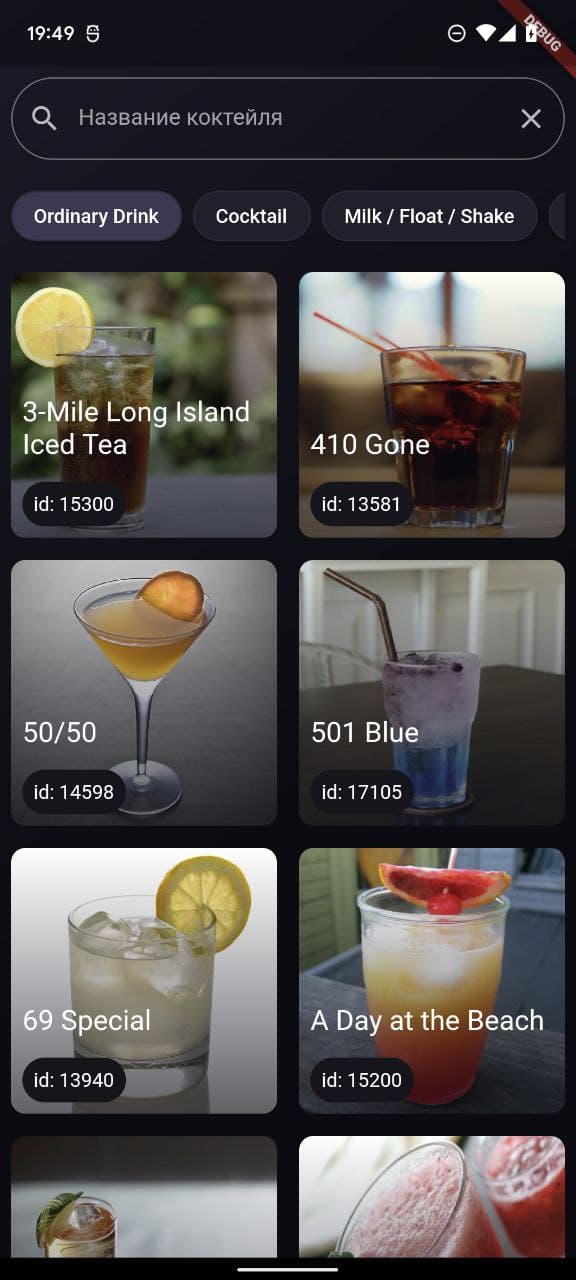 19:49
DEBUG
Название коктейля
Ordinary Drink
Cocktail
Milk / Float / Shake
3-Mile Long Island
Iced Tea
id: 15300
410 Gone
id: 13581
50/50
id: 14598
501 Blue
id: 17105
69 Special
id: 13940
A Day at the Beach
id: 15200